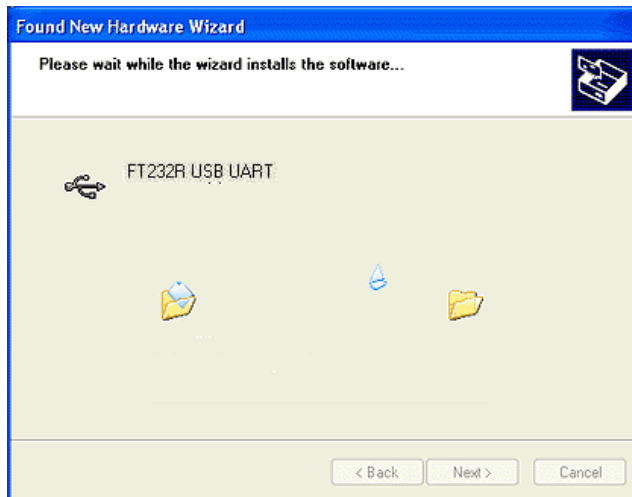 Found New Hardware Wizard
Please wait while the wizard installs the software...
FT232R USB UART
< Back
Next >
Cancel